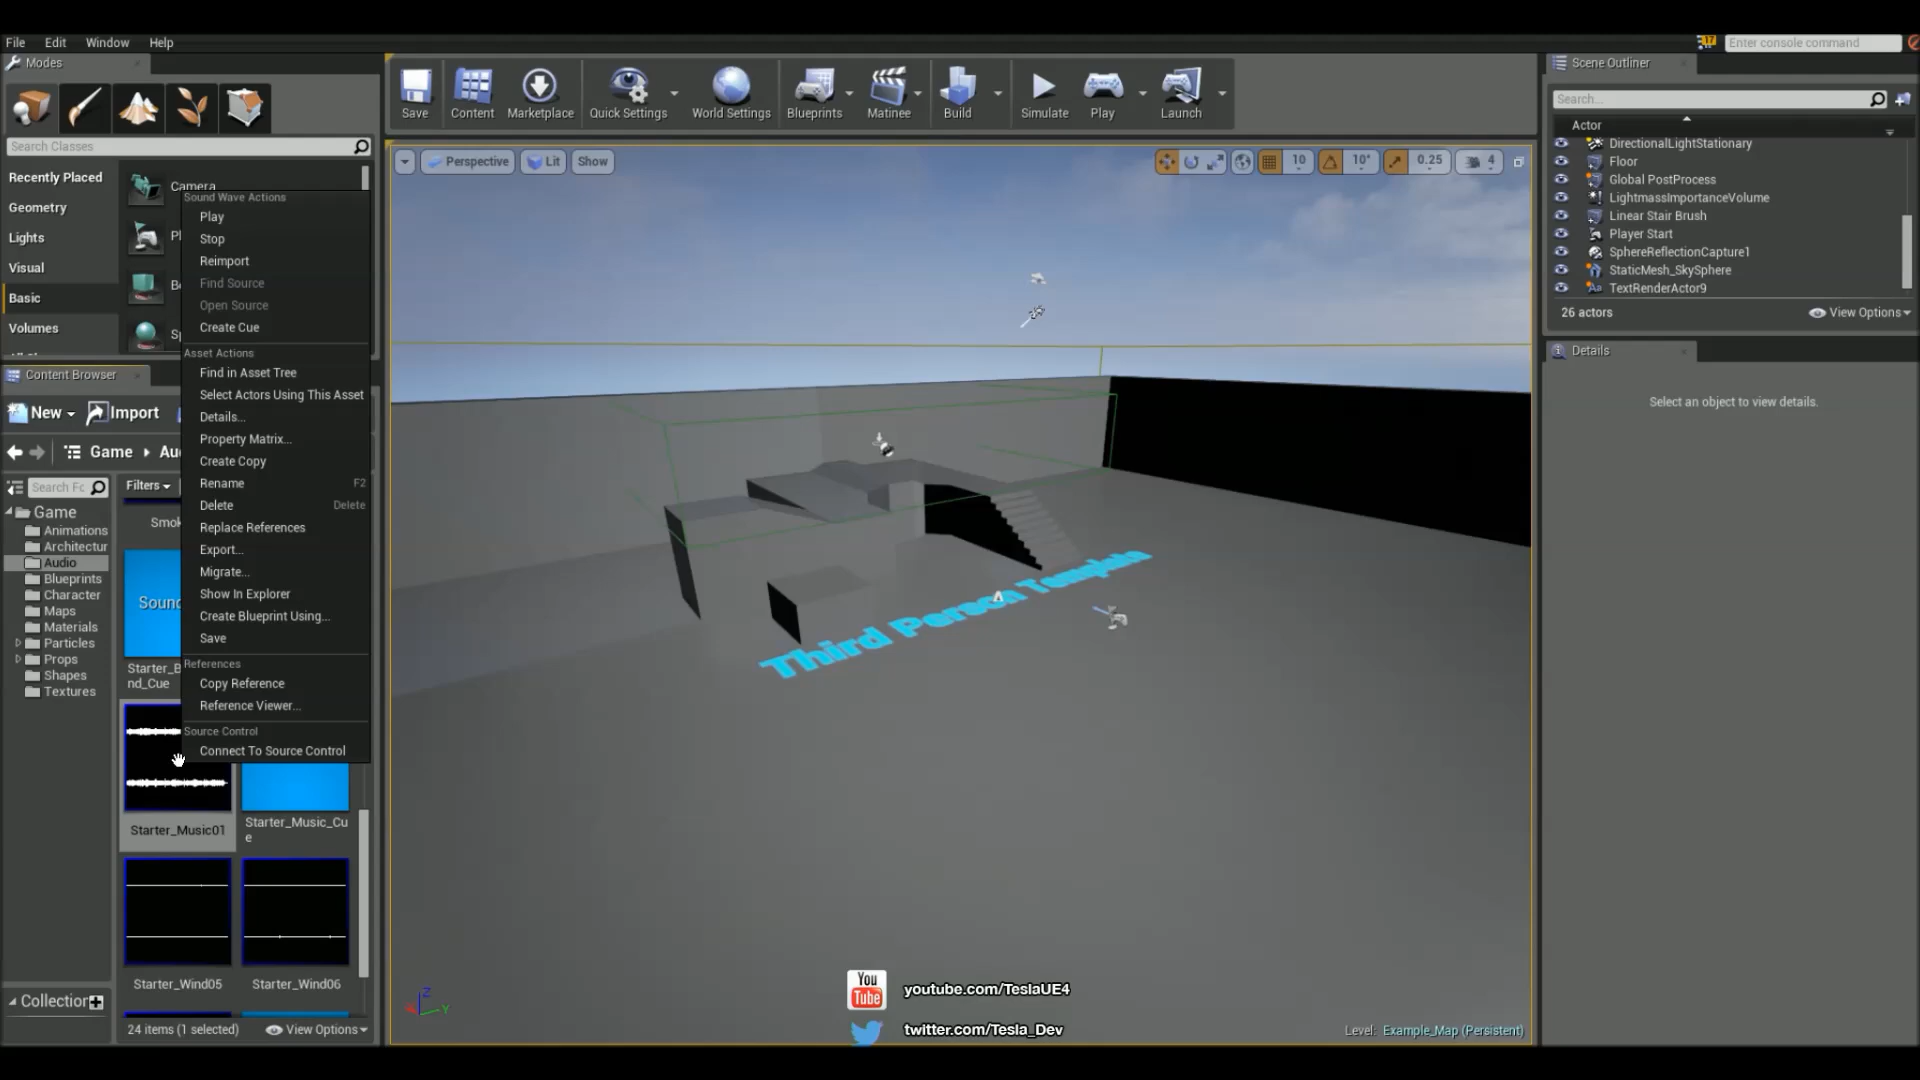 File Edit Window Help
17 Enter console command
Modes
Search Classes
Recently Placed
Geometry
Lights
Visual
Basic
Volumes
Camera
Sound Wave Actions
Play
Stop
Reimport
Find Source
Open Source
Create Cue
Asset Actions
Find in Asset Tree
Select Actors Using This Asset
Details...
Property Matrix...
Create Copy
Rename F2
Delete Delete
Replace References
Export...
Migrate...
Show In Explorer
Create Blueprint Using...
Save
References
Copy Reference
Reference Viewer...
Source Control
Connect To Source Control
Content Browser
New Import
Game
Search Fc Filters
Game
Animations
Architectur
Audio
Blueprints
Character
Maps
Materials
Particles
Props
Shapes
Textures
Smok
Sound
Starter_B
nd_Cue
Starter_Music01
Starter_Music_Cu
e
Starter_Wind05 Starter_Wind06
Collection
24 items (1 selected) View Options
Save Content Marketplace Quick Settings World Settings Blueprints Matinee Build Simulate Play Launch
Perspective Lit Show
10 10° 0.25 4
Third Person Template
You
Tube
youtube.com/TeslaUE4
twitter.com/Tesla_Dev
Level: Example_Map (Persistent)
Z
Y
Scene Outliner
Search...
Actor
DirectionalLightStationary
Floor
Global PostProcess
LightmassImportanceVolume
Linear Stair Brush
Player Start
SphereReflectionCapture1
StaticMesh_SkySphere
TextRenderActor9
26 actors View Options
Details
Select an object to view details.